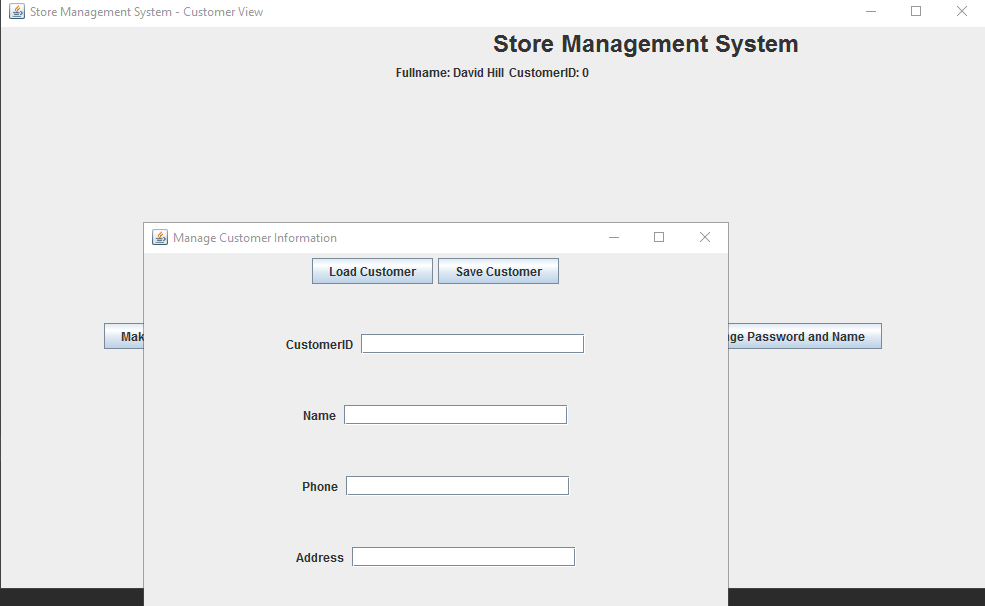 Store Management System - Customer View
Store Management System
Fullname: David Hill CustomerID: 0
Manage Customer Information
Load Customer Save Customer
Mak
ge Password and Name
CustomerID
Name
Phone
Address